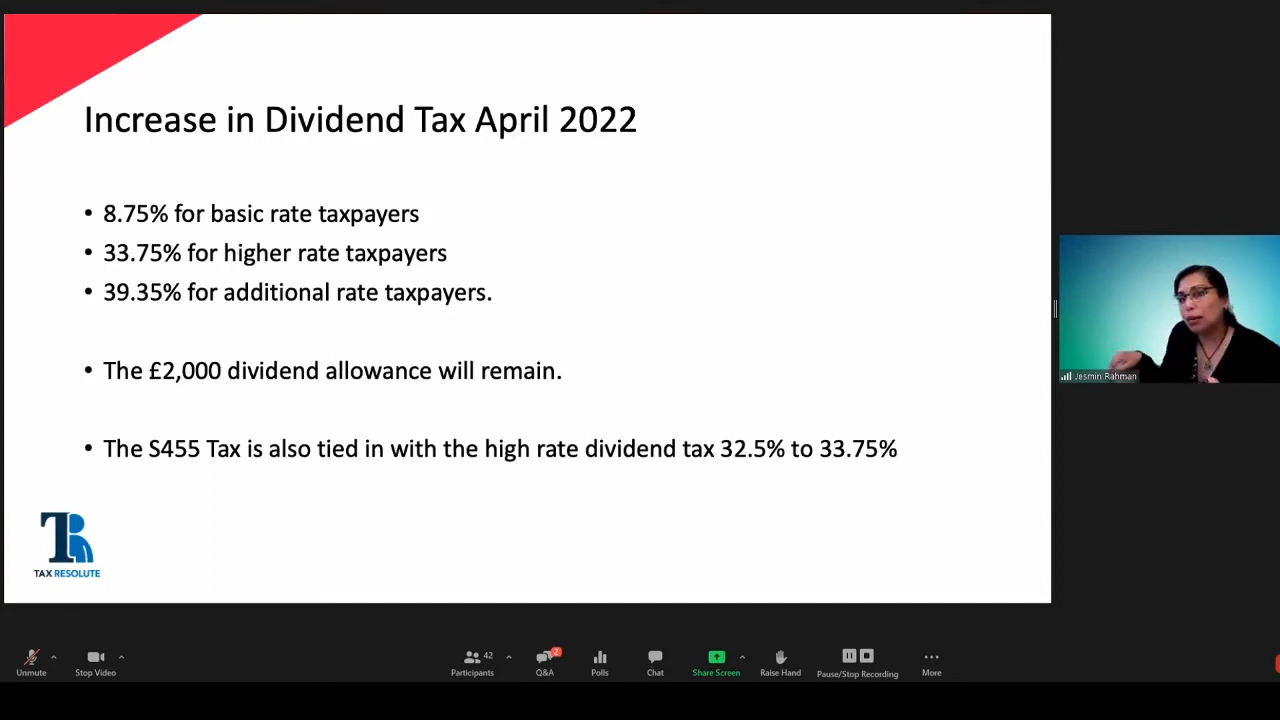 Increase in Dividend Tax April 2022
• 8.75% for basic rate taxpayers
• 33.75% for higher rate taxpayers
• 39.35% for additional rate taxpayers.
• The £2,000 dividend allowance will remain.
• The S455 Tax is also tied in with the high rate dividend tax 32.5% to 33.75%
TR
TAX RESOLUTE
Jesmin Rahman
Unmute
Stop Video
42
Participants
2
Q&A
Polls
Chat
Share Screen
Raise Hand
Pause/Stop Recording
More